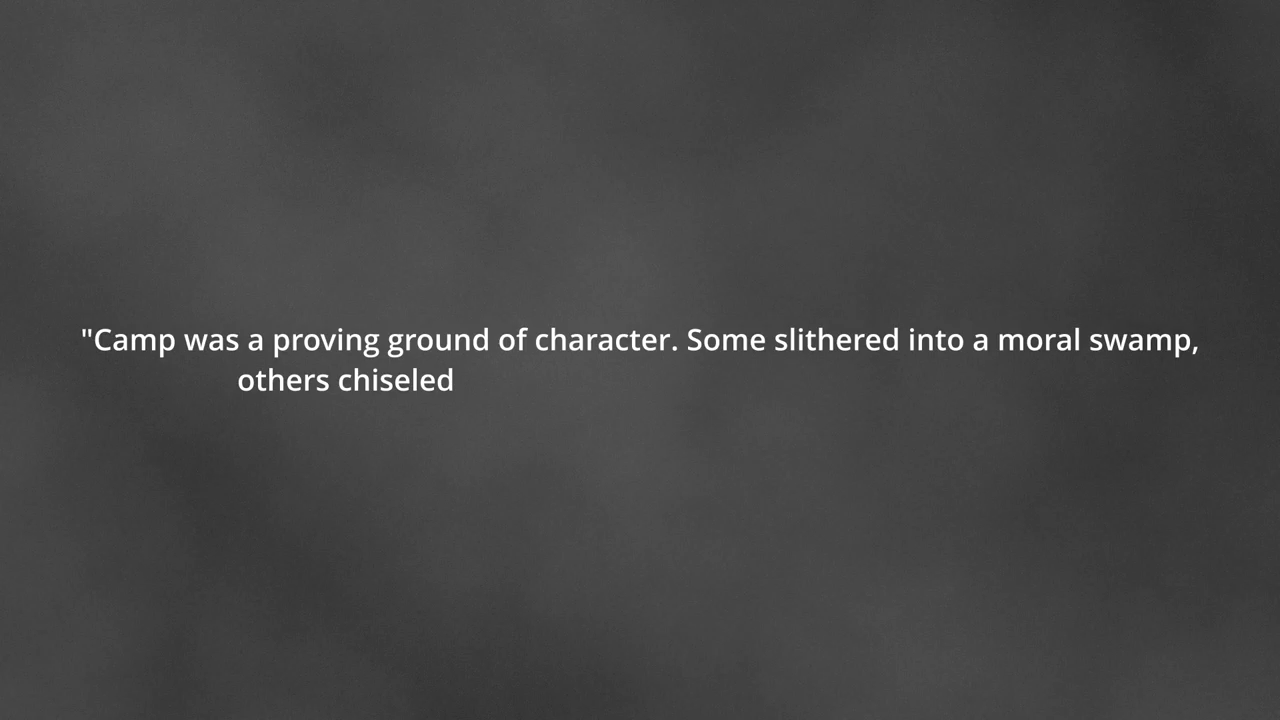 "Camp was a proving ground of character. Some slithered into a moral swamp,
others chiseled